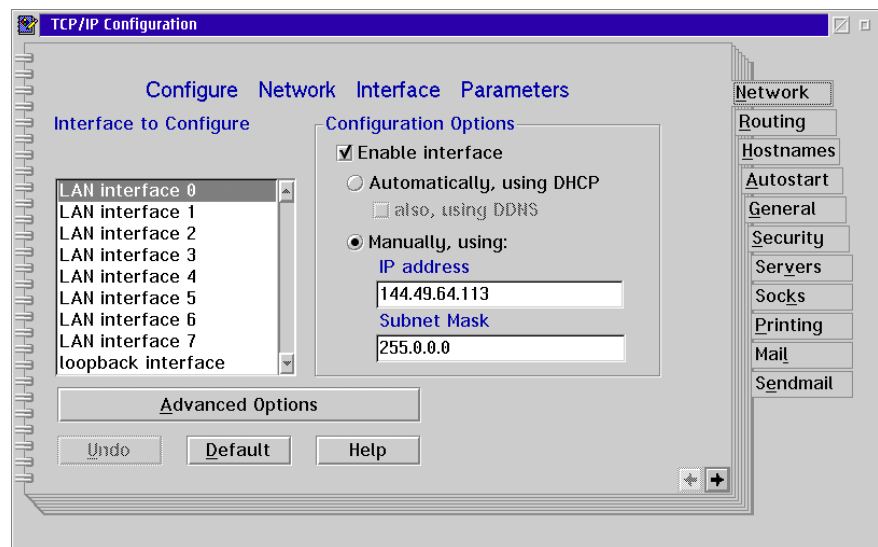 TCP/IP Configuration
Configure Network Interface Parameters
Interface to Configure
LAN interface 0
LAN interface 1
LAN interface 2
LAN interface 3
LAN interface 4
LAN interface 5
LAN interface 6
LAN interface 7
loopback interface
Configuration Options
Enable interface
Automatically, using DHCP
also, using DDNS
Manually, using:
IP address
144.49.64.113
Subnet Mask
255.0.0.0
Advanced Options
Undo
Default
Help
Network
Routing
Hostnames
Autostart
General
Security
Servers
Socks
Printing
Mail
Sendmail